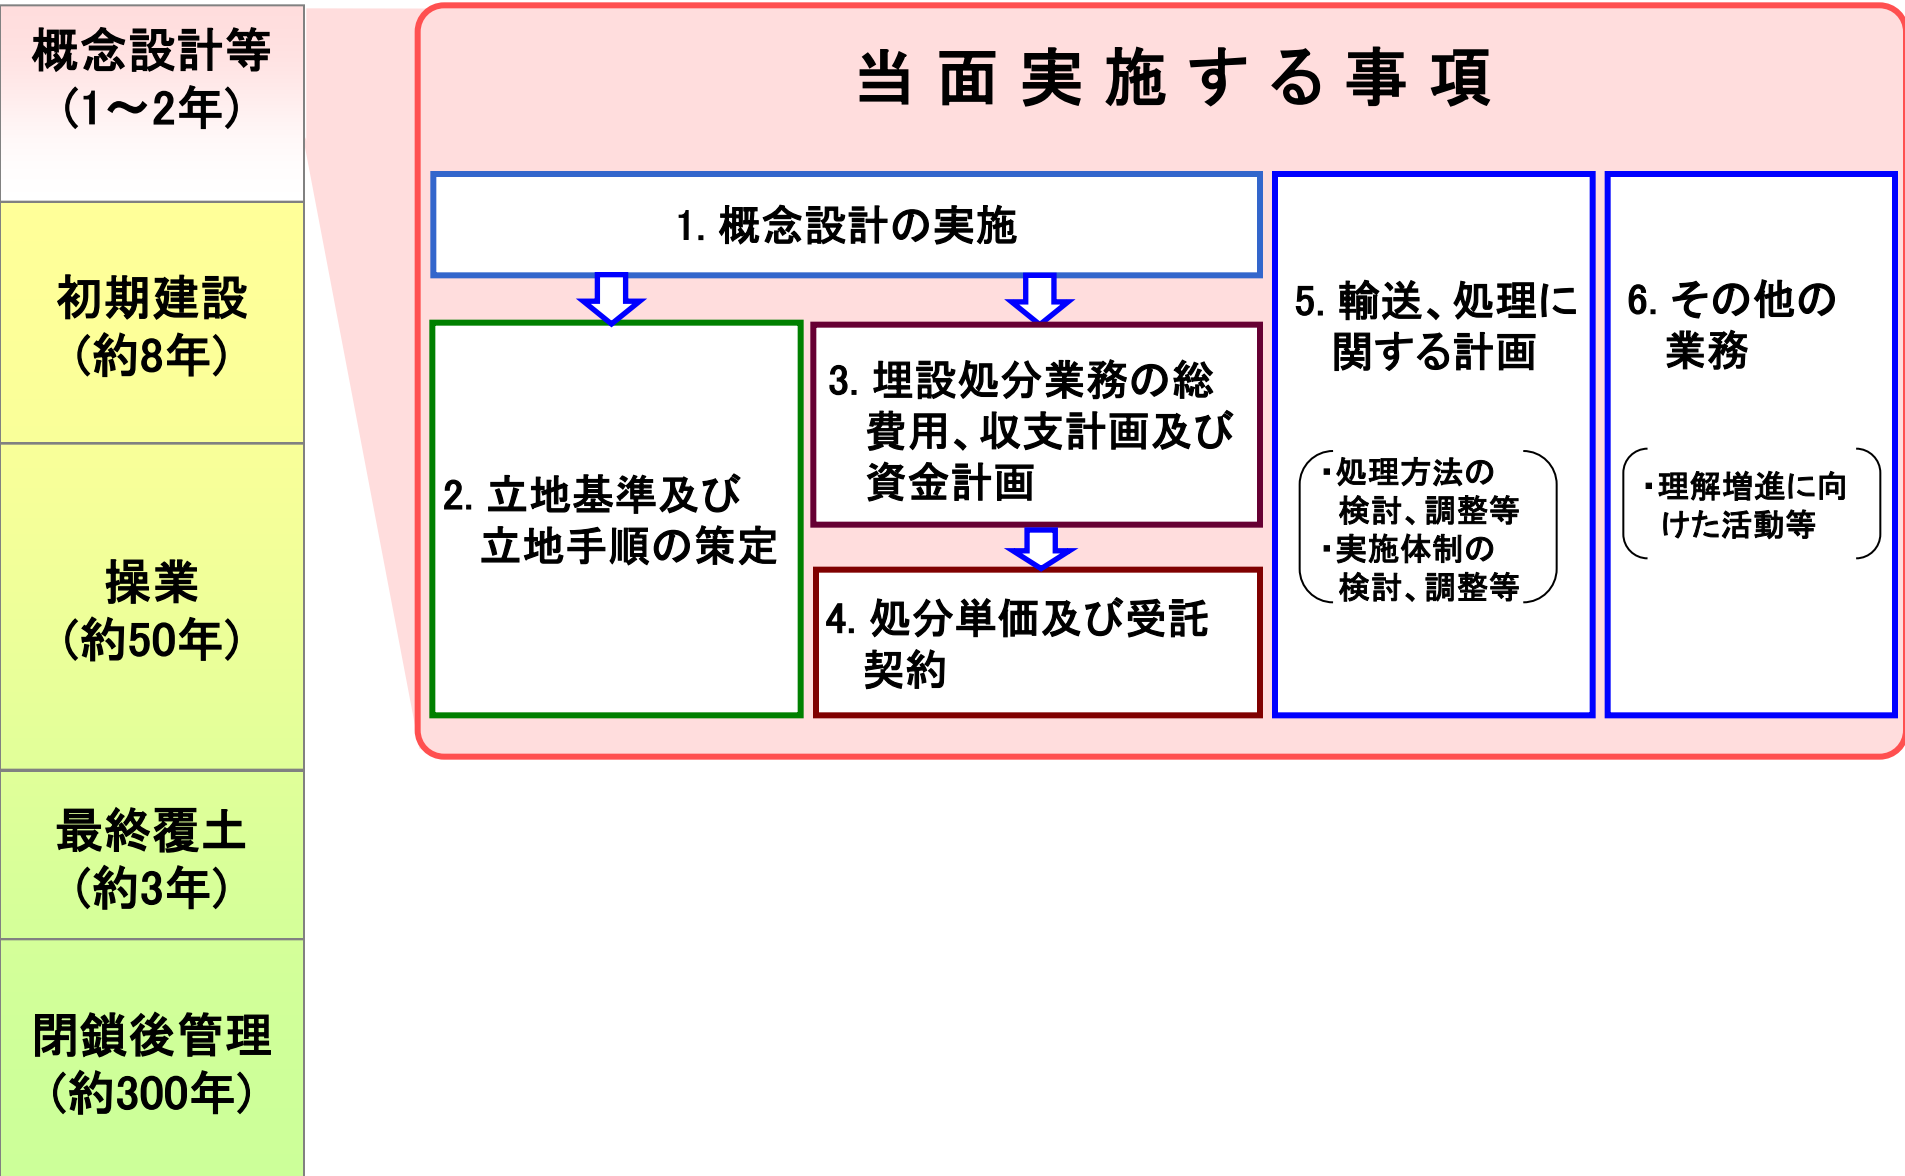 概念設計等
(1～2年)
初期建設
(約8年)
操業
(約50年)
最終覆土
(約3年)
閉鎖後管理
(約300年)
当面実施する事項
1. 概念設計の実施
2. 立地基準及び
立地手順の策定
3. 埋設処分業務の総
費用、収支計画及び
資金計画
4. 処分単価及び受託
契約
5. 輸送、処理に
関する計画
・処理方法の
検討、調整等
・実施体制の
検討、調整等
6. その他の
業務
・理解増進に向
けた活動等